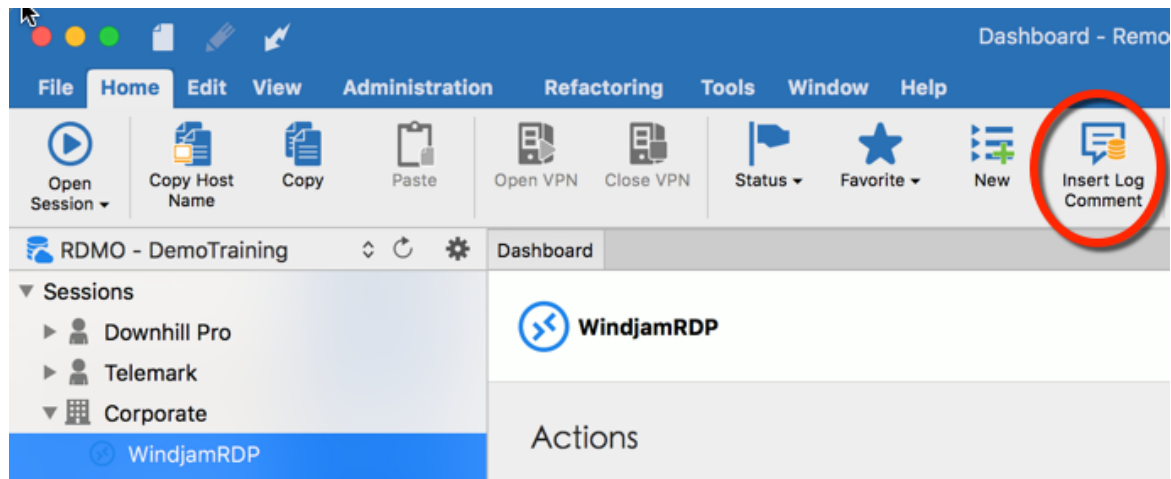 Dashboard - Remo
File Home Edit View Administration Refactoring Tools Window Help
Open Session
Copy Host Name
Copy
Paste
Open VPN
Close VPN
Status
Favorite
New
Insert Log Comment
RDMO - DemoTraining
Dashboard
Sessions
Downhill Pro
Telemark
Corporate
WindjamRDP
WindjamRDP
Actions